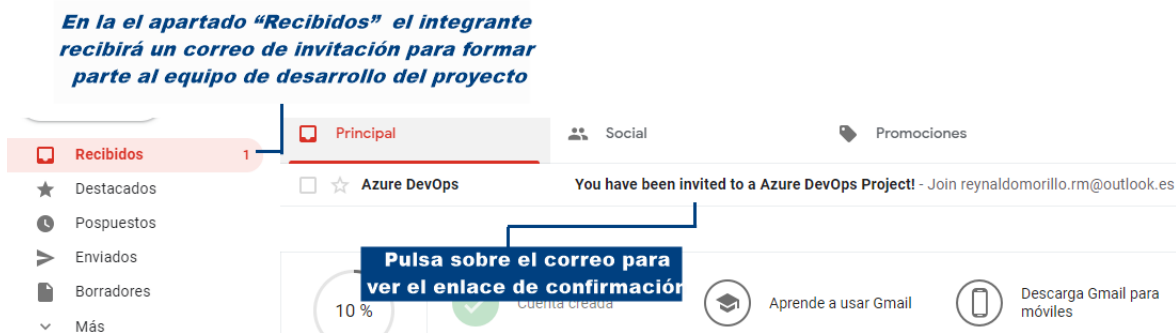 En la el apartado “Recibidos” el integrante
recibirá un correo de invitación para formar
parte al equipo de desarrollo del proyecto
Principal
Social
Promociones
Recibidos 1
Azure DevOps You have been invited to a Azure DevOps Project! - Join reynaldomorillo.rm@outlook.es
Destacados
Pospuestos
Enviados
Pulsa sobre el correo para
ver el enlace de confirmación
Borradores
10 %
Cuenta creada
Aprende a usar Gmail
Descarga Gmail para
móviles
Más